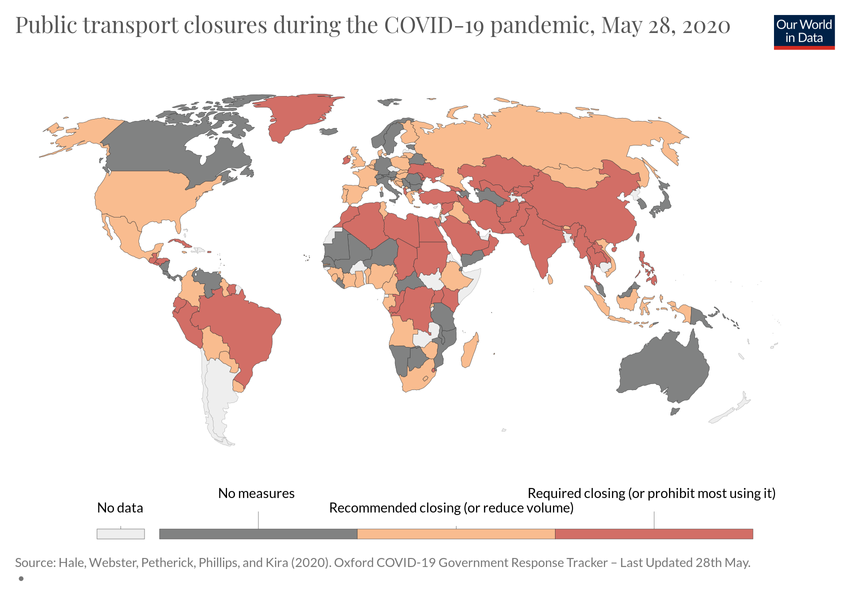 Public transport closures during the COVID-19 pandemic, May 28, 2020
Our World
in Data
No data
No measures
Recommended closing (or reduce volume)
Required closing (or prohibit most using it)
Source: Hale, Webster, Petherick, Phillips, and Kira (2020). Oxford COVID-19 Government Response Tracker – Last Updated 28th May.